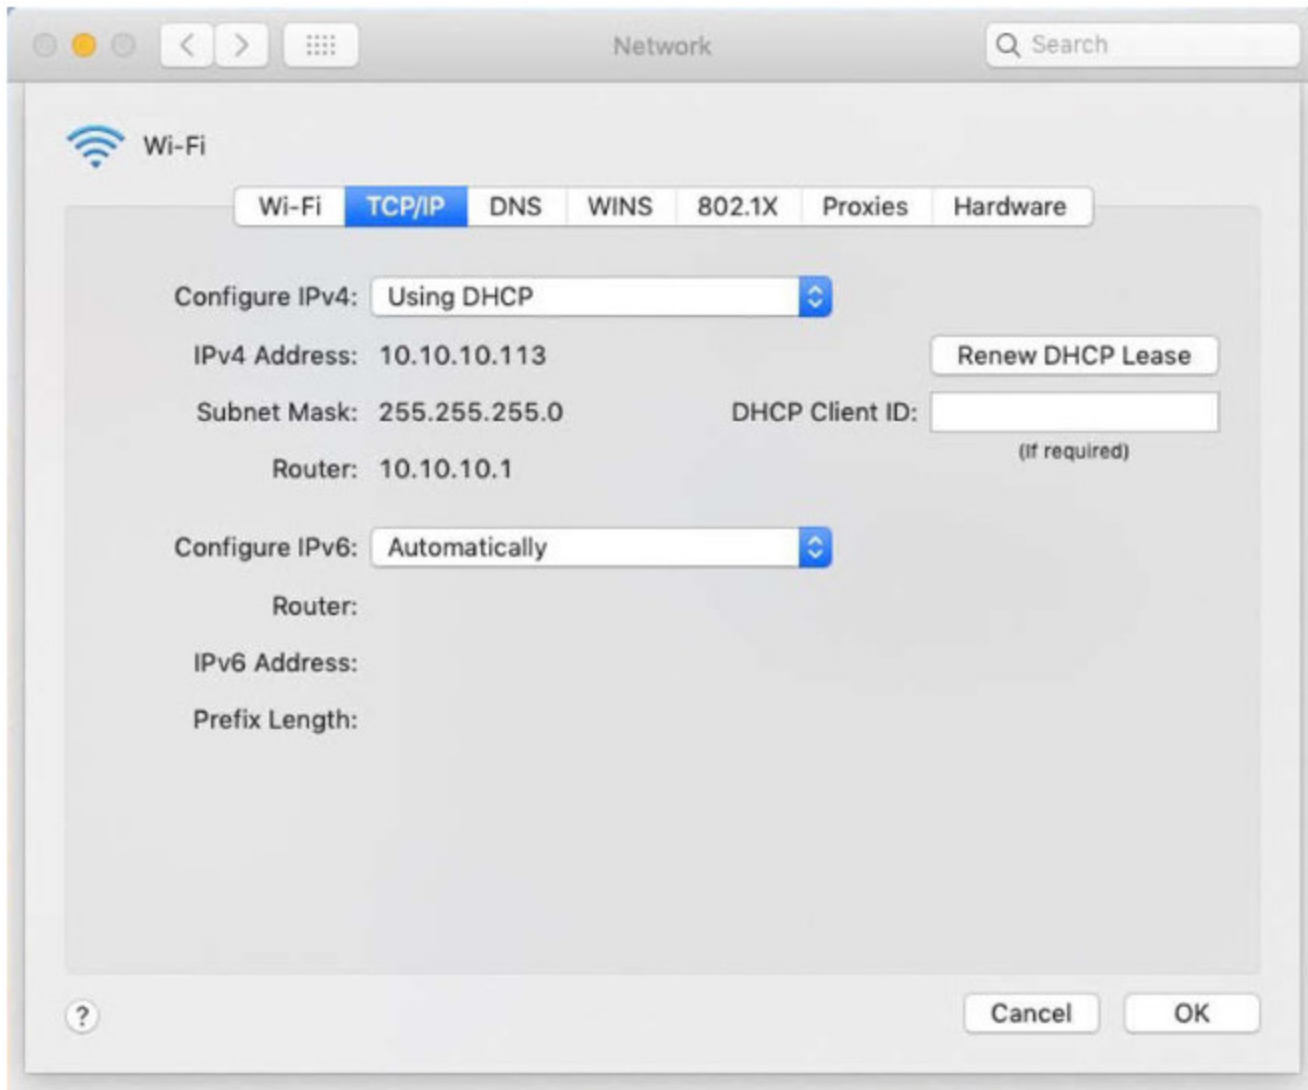 Network
Search
Wi-Fi
Wi-Fi TCP/IP DNS WINS 802.1X Proxies Hardware
Configure IPv4: Using DHCP
IPv4 Address: 10.10.10.113 Renew DHCP Lease
Subnet Mask: 255.255.255.0 DHCP Client ID:
(If required)
Router: 10.10.10.1
Configure IPv6: Automatically
Router:
IPv6 Address:
Prefix Length:
? Cancel OK